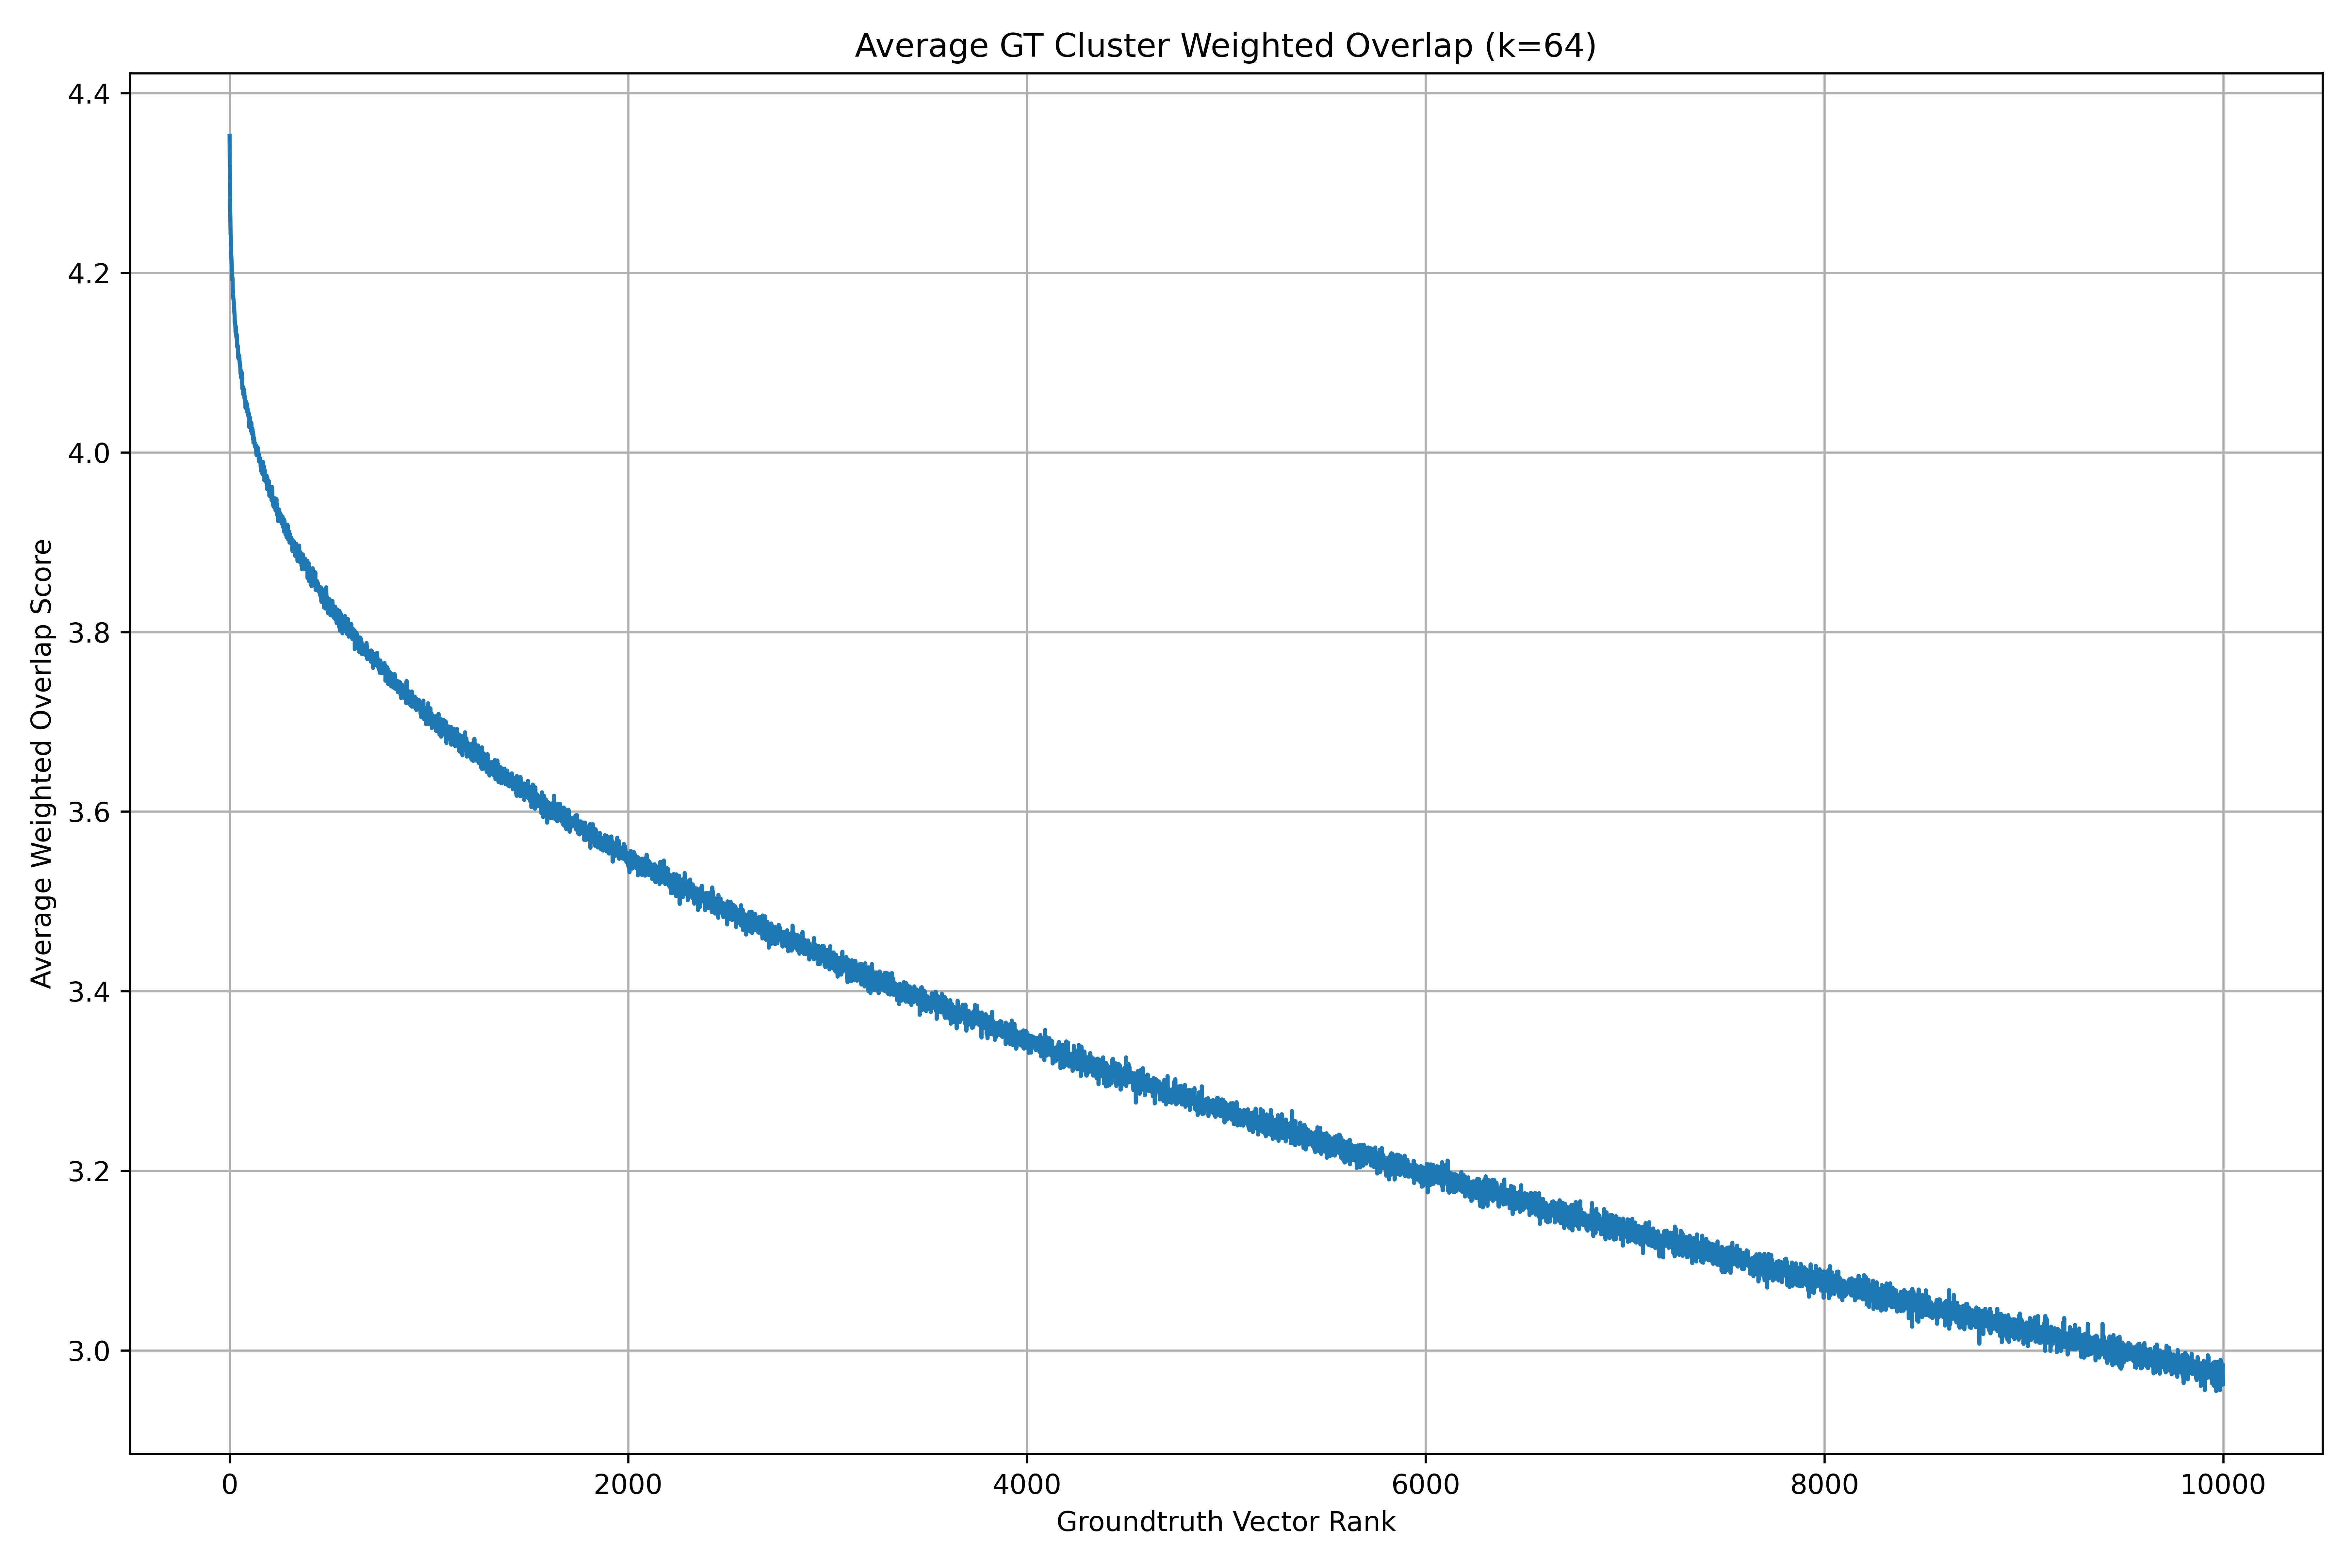 Average GT Cluster Weighted Overlap (k=64)
Average Weighted Overlap Score
4.4
4.2
4.0
3.8
3.6
3.4
3.2
3.0
0 2000 4000 6000 8000 10000
Groundtruth Vector Rank